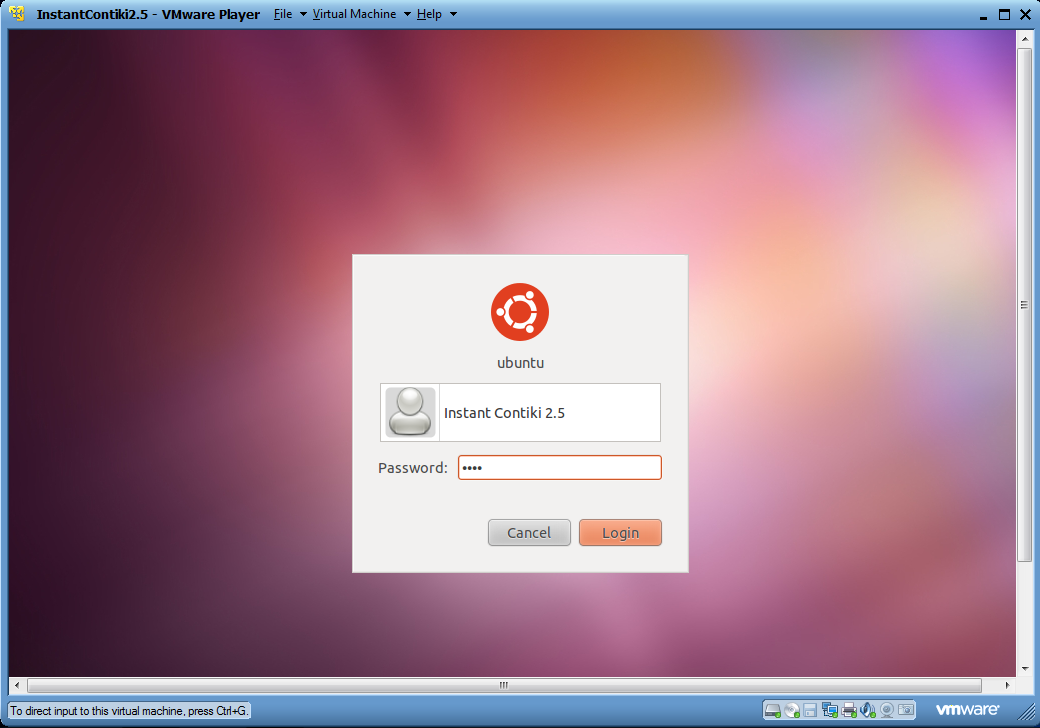 InstantContiki2.5 - VMware Player File Virtual Machine Help
ubuntu
Instant Contiki 2.5
Password: ••••
Cancel Login
To direct input to this virtual machine, press Ctrl+G.
vmware